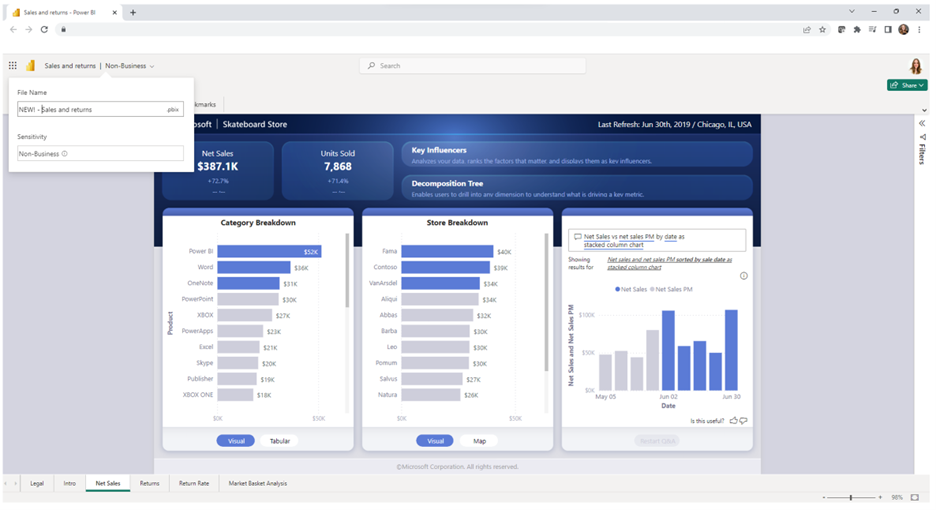 Sales and returns - Power BI
Sales and returns | Non-Business
Search
Share
File Name
NEW! - Sales and returns .pbix
Sensitivity
Non-Business
kmarks
osoft | Skateboard Store
Last Refresh: Jun 30th, 2019 / Chicago, IL, USA
Filters
Net Sales
$387.1K
+72.7%
Units Sold
7,868
+71.4%
Key Influencers
Analyzes your data, ranks the factors that matter, and displays them as key influencers.
Decomposition Tree
Enables users to drill into any dimension to understand what is driving a key metric.
Category Breakdown
Product
Power BI $52K
Word $36K
OneNote $31K
PowerPoint $30K
XBOX $27K
PowerApps $23K
Excel $21K
Skype $20K
Publisher $19K
XBOX ONE $18K
$0K $50K
Visual Tabular
Store Breakdown
Fama $40K
Contoso $39K
VanArsdel $34K
Aliqui $34K
Abbas $32K
Barba $30K
Leo $30K
Pomum $30K
Salvus $27K
Natura $26K
$0K $50K
Visual Map
Net Sales vs net sales PM by date as
stacked column chart
Showing
results for
Net sales and net sales PM sorted by sale date as
stacked column chart
Net Sales Net Sales PM
Net Sales and Net Sales PM
$100K
$50K
$0K
May 05 Jun 02 Jun 30
Date
Is this useful?
Restart Q&A
©Microsoft Corporation. All rights reserved.
Legal Intro Net Sales Returns Return Rate Market Basket Analysis
98%